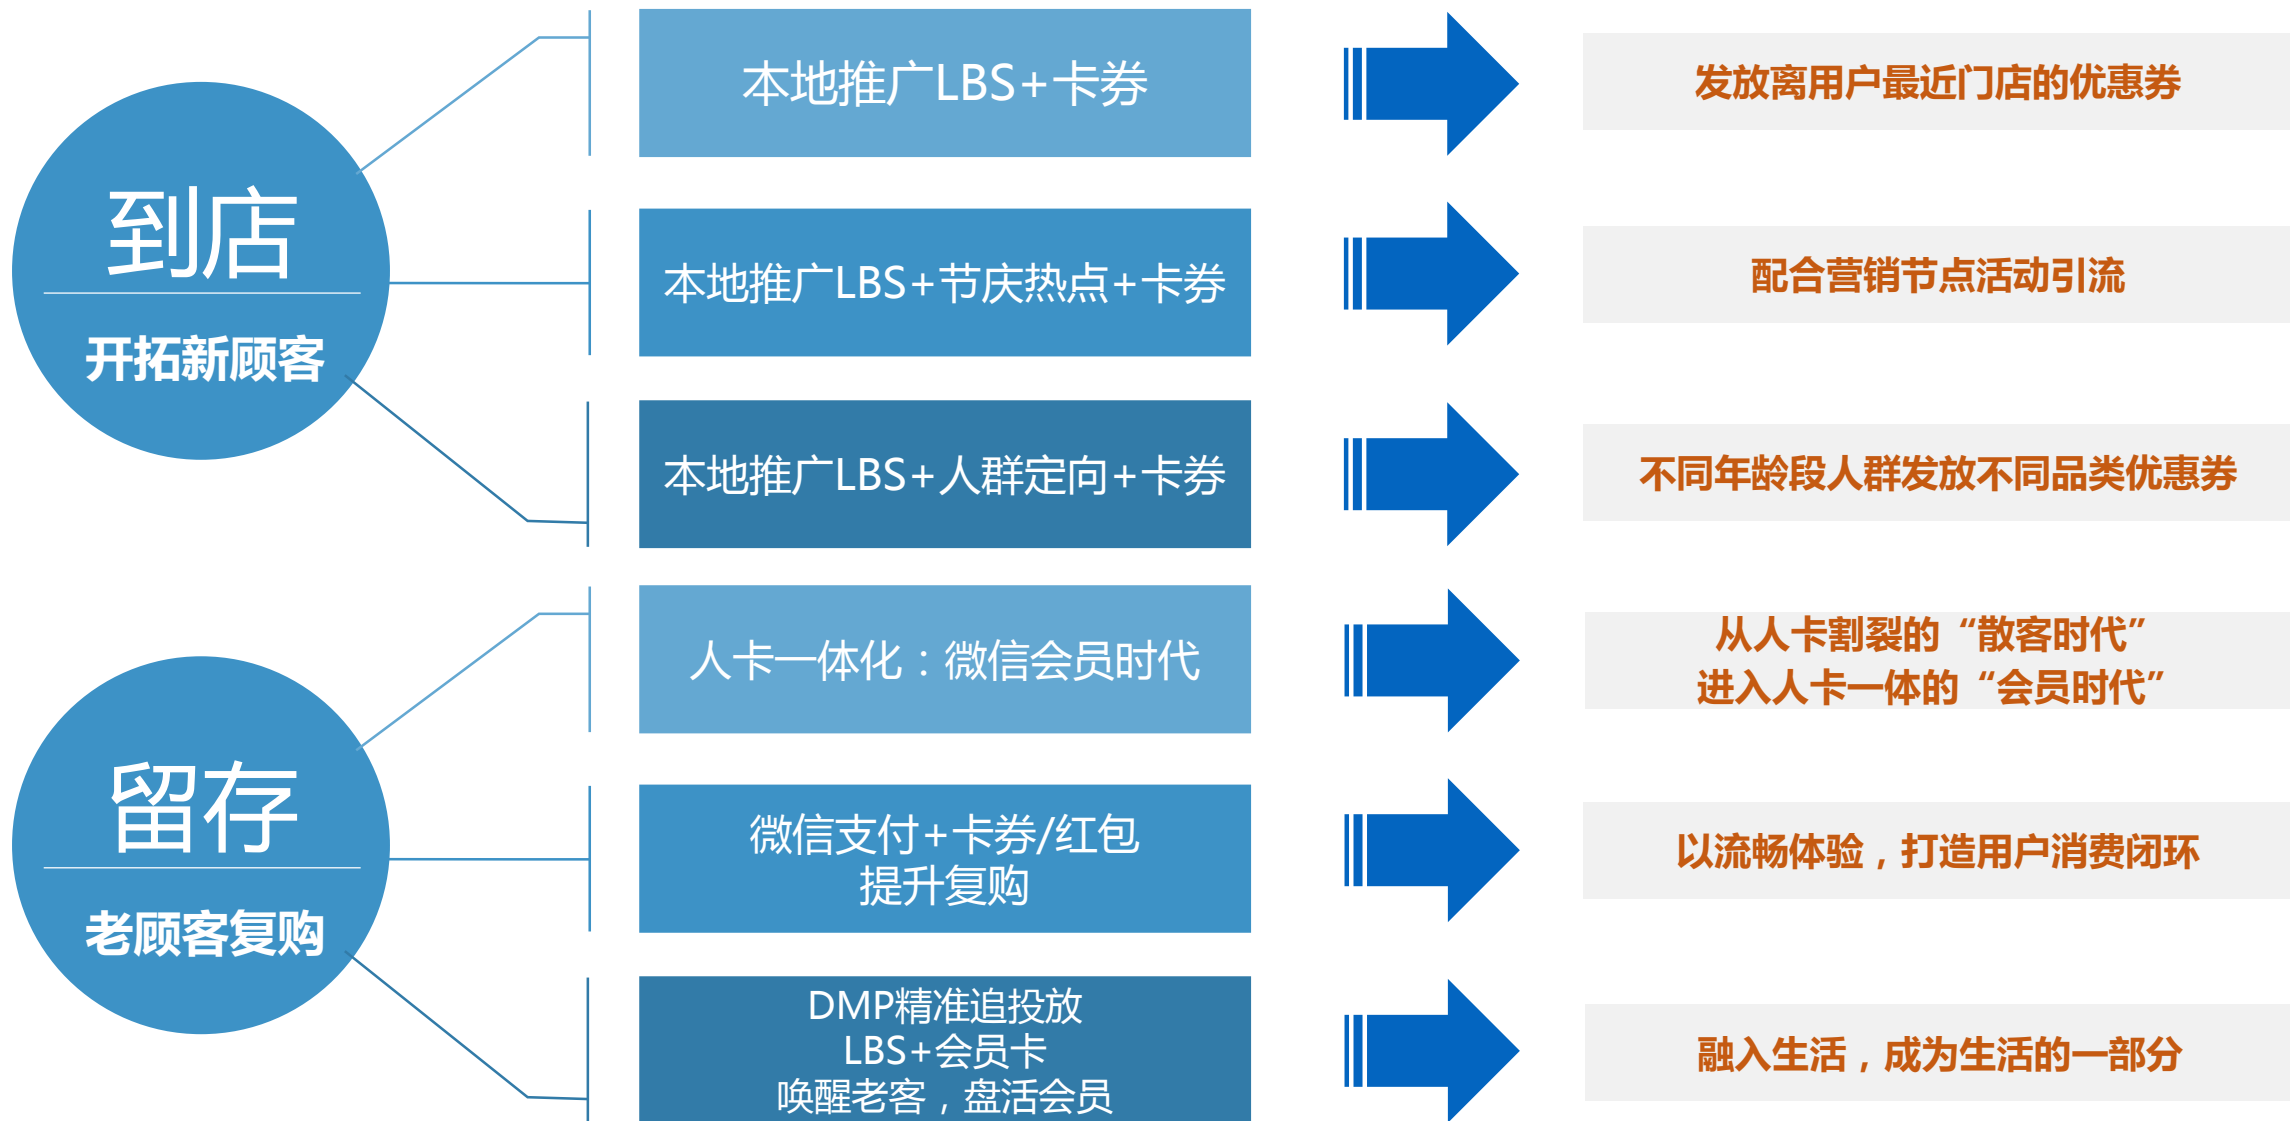 到店
开拓新顾客
本地推广LBS+卡券
发放离用户最近门店的优惠券
本地推广LBS+节庆热点+卡券
配合营销节点活动引流
本地推广LBS+人群定向+卡券
不同年龄段人群发放不同品类优惠券
留存
老顾客复购
人卡一体化：微信会员时代
从人卡割裂的“散客时代”
进入人卡一体的“会员时代”
微信支付+卡券/红包
提升复购
以流畅体验，打造用户消费闭环
DMP精准追投放
LBS+会员卡
唤醒老客，盘活会员
融入生活，成为生活的一部分